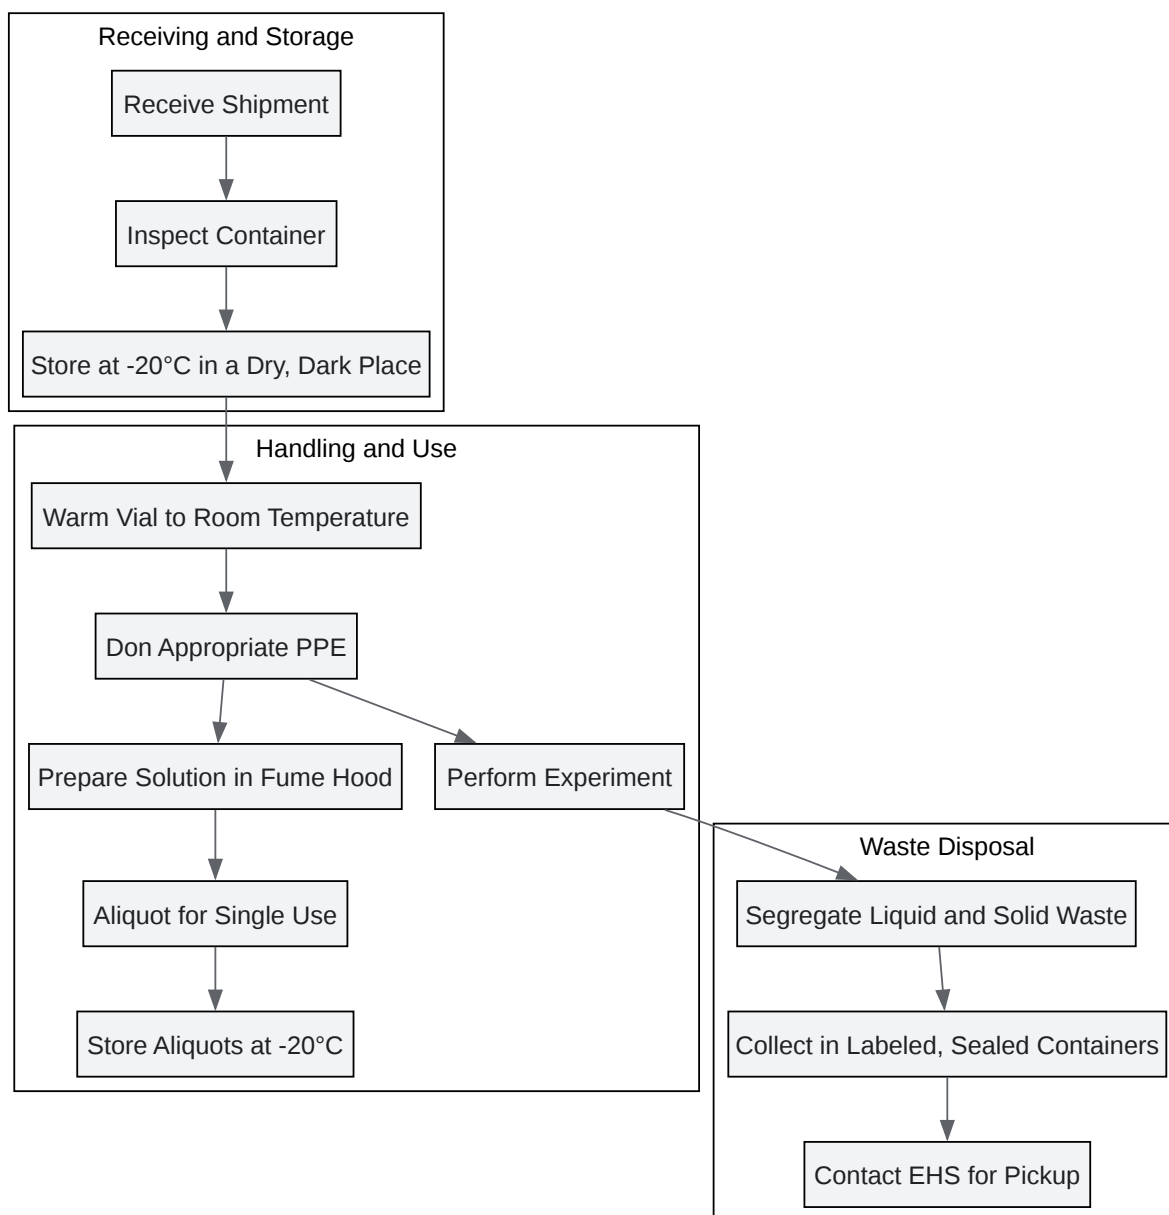 Receiving and Storage
Receive Shipment
Inspect Container
Store at -20°C in a Dry, Dark Place
Handling and Use
Warm Vial to Room Temperature
Don Appropriate PPE
Prepare Solution in Fume Hood
Perform Experiment
Aliquot for Single Use
Store Aliquots at -20°C
Waste Disposal
Segregate Liquid and Solid Waste
Collect in Labeled, Sealed Containers
Contact EHS for Pickup